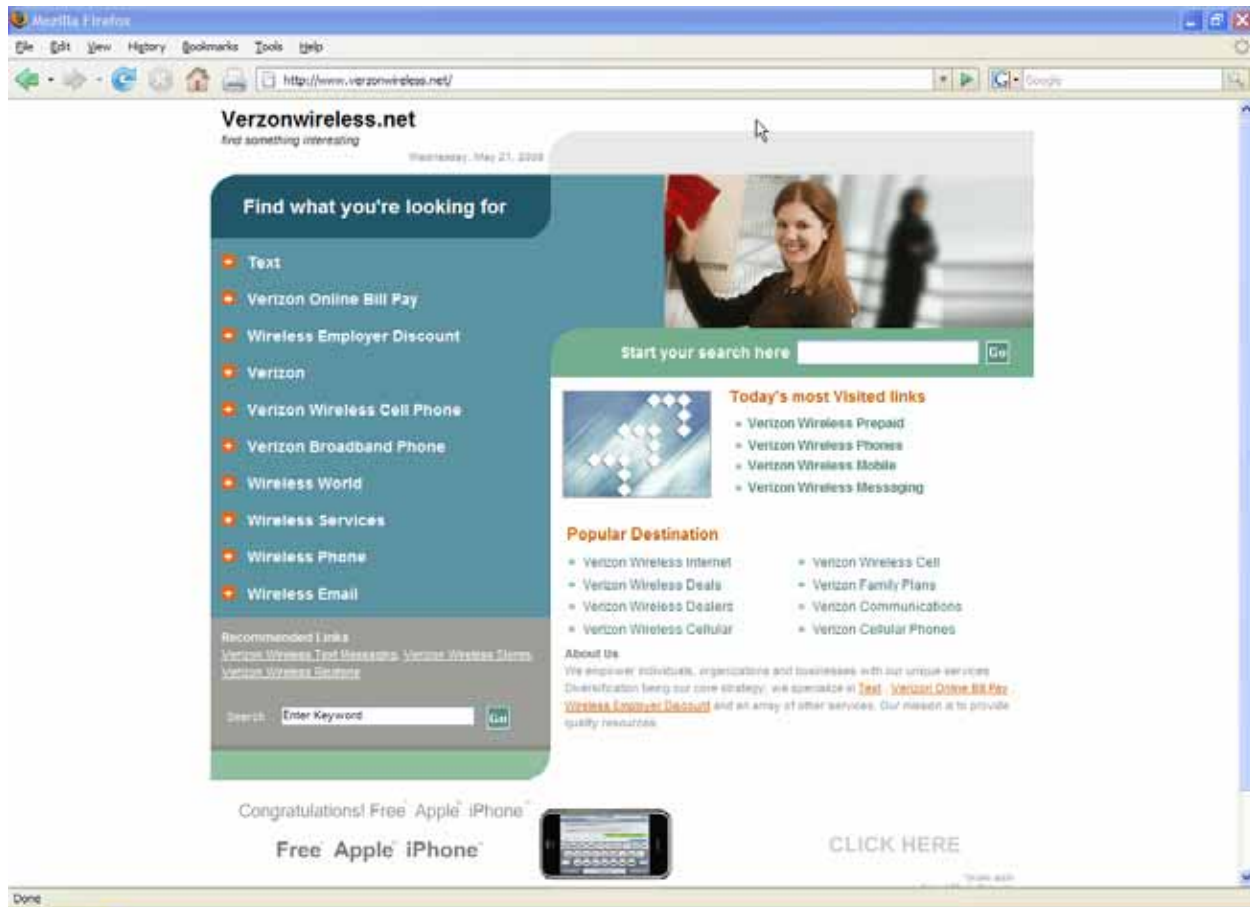 Mozilla Firefox
File Edit View History Bookmarks Tools Help
http://www.verzonwireless.net/
Google
Verzonwireless.net
find something interesting
Wednesday, May 21, 2008
Find what you're looking for
Text
Verizon Online Bill Pay
Wireless Employer Discount
Verizon
Verizon Wireless Cell Phone
Verizon Broadband Phone
Wireless World
Wireless Services
Wireless Phone
Wireless Email
Recommended Links
Verizon Wireless Text Messaging, Verizon Wireless Stores,
Verizon Wireless Ringtone
Search Enter Keyword Go
Start your search here Go
Today's most Visited links
Verizon Wireless Prepaid
Verizon Wireless Phones
Verizon Wireless Mobile
Verizon Wireless Messaging
Popular Destination
Verizon Wireless Internet
Verizon Wireless Deals
Verizon Wireless Dealers
Verizon Wireless Cellular
Verizon Wireless Cell
Verizon Family Plans
Verizon Communications
Verizon Cellular Phones
About Us
We empower individuals, organizations and businesses with our unique services.
Diversification being our core strategy, we specialize in Text, Verizon Online Bill Pay
Wireless Employer Discount and an array of other services. Our mission is to provide
quality resources.
Congratulations! Free Apple iPhone
Free Apple iPhone
CLICK HERE
Done